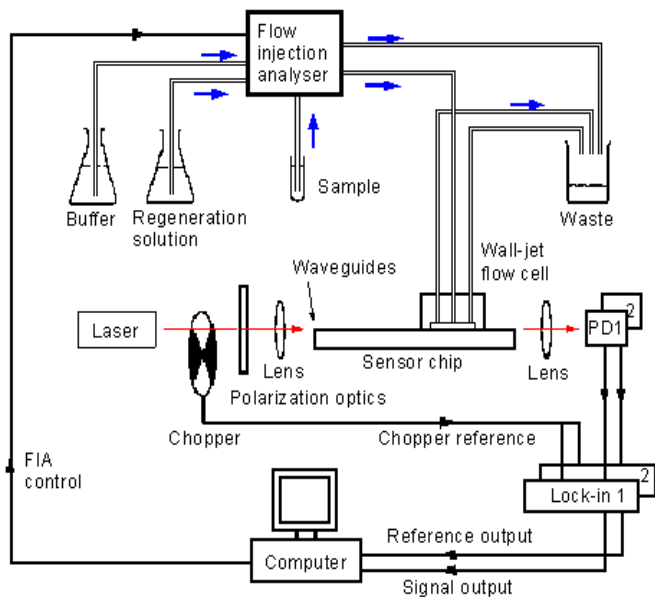 Flow
injection
analyser
Buffer
Regeneration
solution
Sample
Waste
Wall-jet
flow cell
Waveguides
Laser
Lens
Sensor chip
Lens
2
PD1
Polarization optics
Chopper
Chopper reference
FIA
control
2
Lock-in 1
Reference output
Computer
Signal output